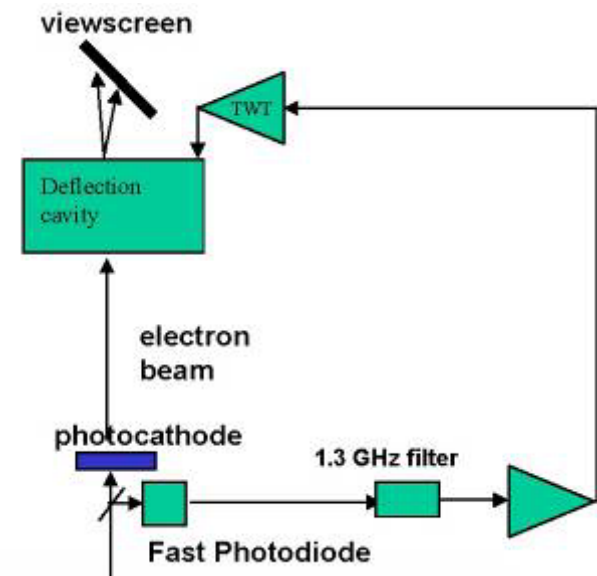 viewscreen
TWT
Deflection
cavity
electron
beam
photocathode
1.3 GHz filter
Fast Photodiode